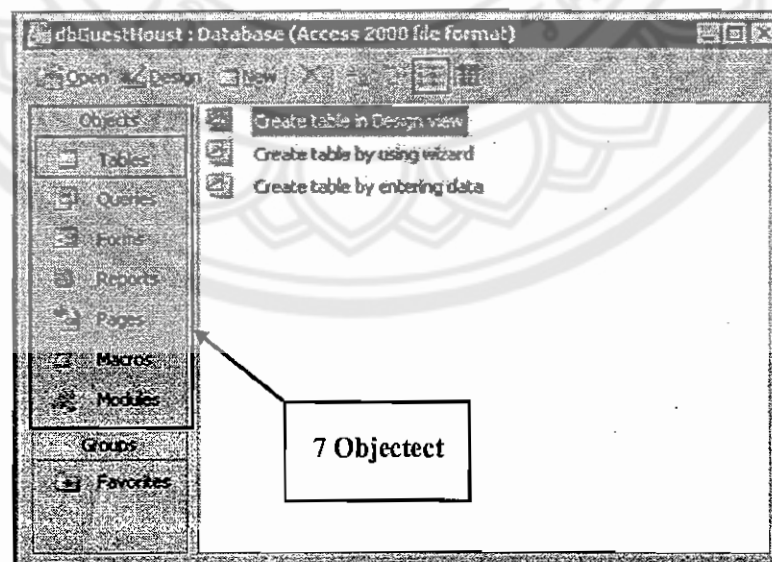 dbGuestHoust : Database (Access 2000 file format)
Open Design New
Objects
Tables
Queries
Forms
Reports
Pages
Macros
Modules
Groups
Favorites
Create table in Design view
Create table by using wizard
Create table by entering data
7 Objectect